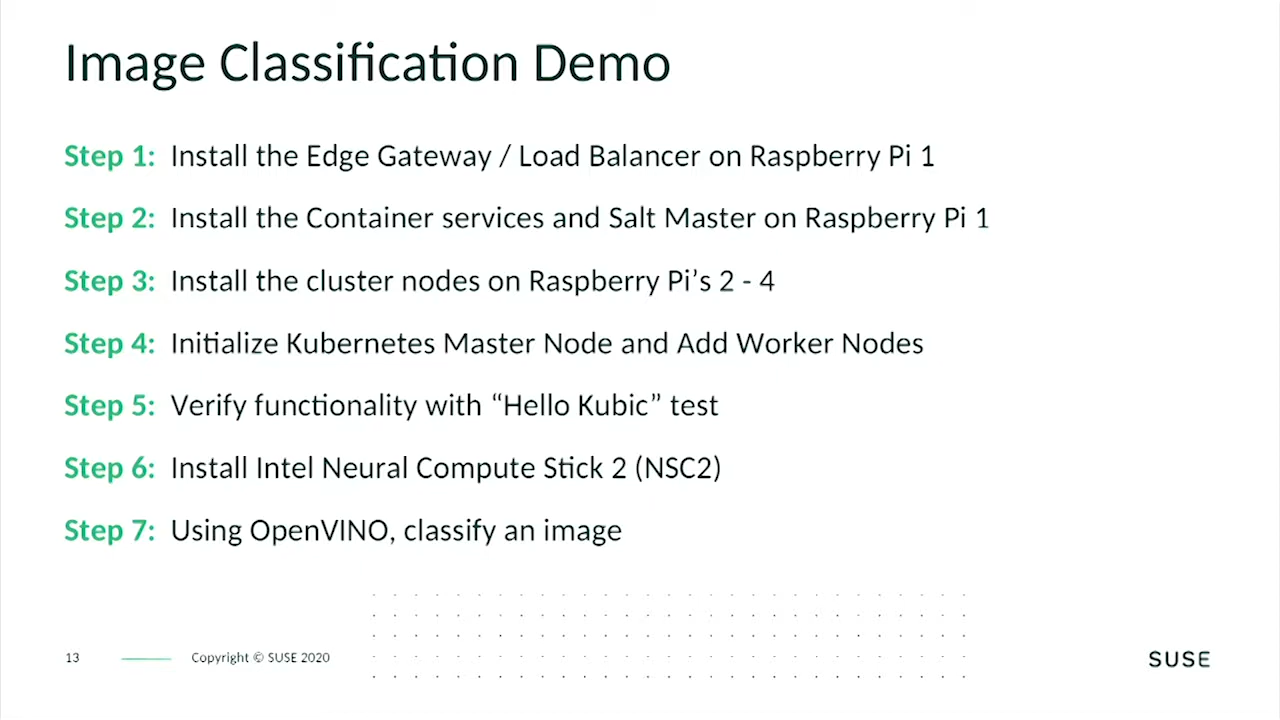 Image Classification Demo
Step 1: Install the Edge Gateway / Load Balancer on Raspberry Pi 1
Step 2: Install the Container services and Salt Master on Raspberry Pi 1
Step 3: Install the cluster nodes on Raspberry Pi’s 2 - 4
Step 4: Initialize Kubernetes Master Node and Add Worker Nodes
Step 5: Verify functionality with “Hello Kubic” test
Step 6: Install Intel Neural Compute Stick 2 (NSC2)
Step 7: Using OpenVINO, classify an image
13 Copyright © SUSE 2020
SUSE